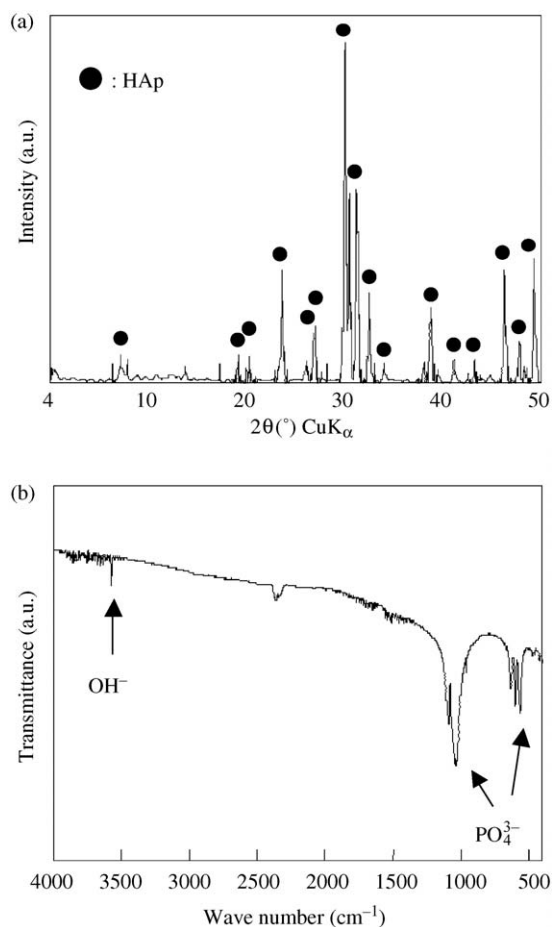 (a)
● : HAp
Intensity (a.u.)
4 10 20 30 40 50
2θ(°) CuKα
(b)
Transmittance (a.u.)
OH⁻
PO₄³⁻
4000 3500 3000 2500 2000 1500 1000 500
Wave number (cm⁻¹)